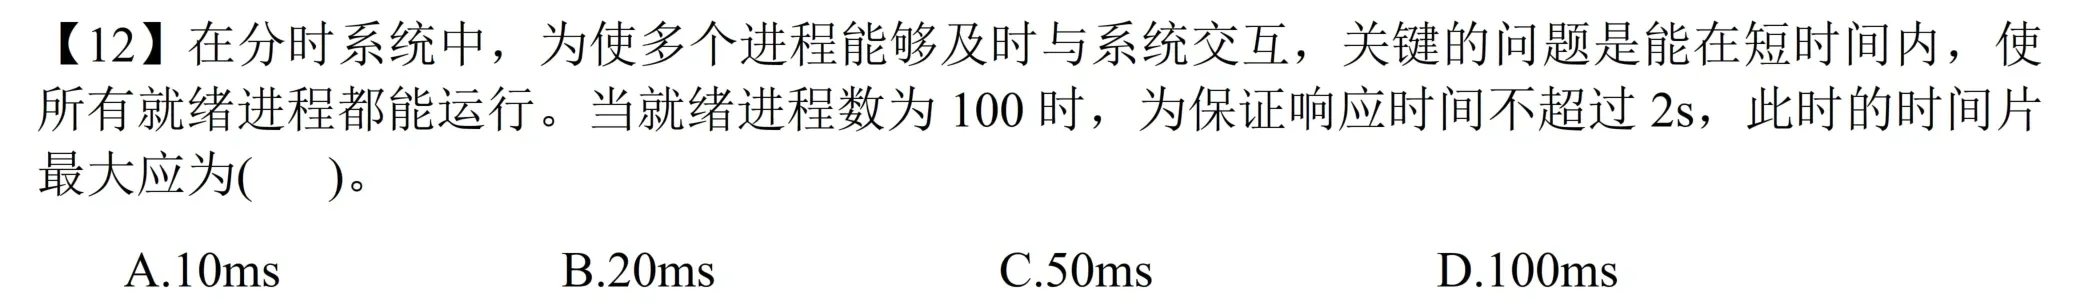 【12】在分时系统中，为使多个进程能够及时与系统交互，关键的问题是能在短时间内，使
所有就绪进程都能运行。当就绪进程数为 100 时，为保证响应时间不超过 2s，此时的时间片
最大应为(     )。
A.10ms B.20ms C.50ms D.100ms